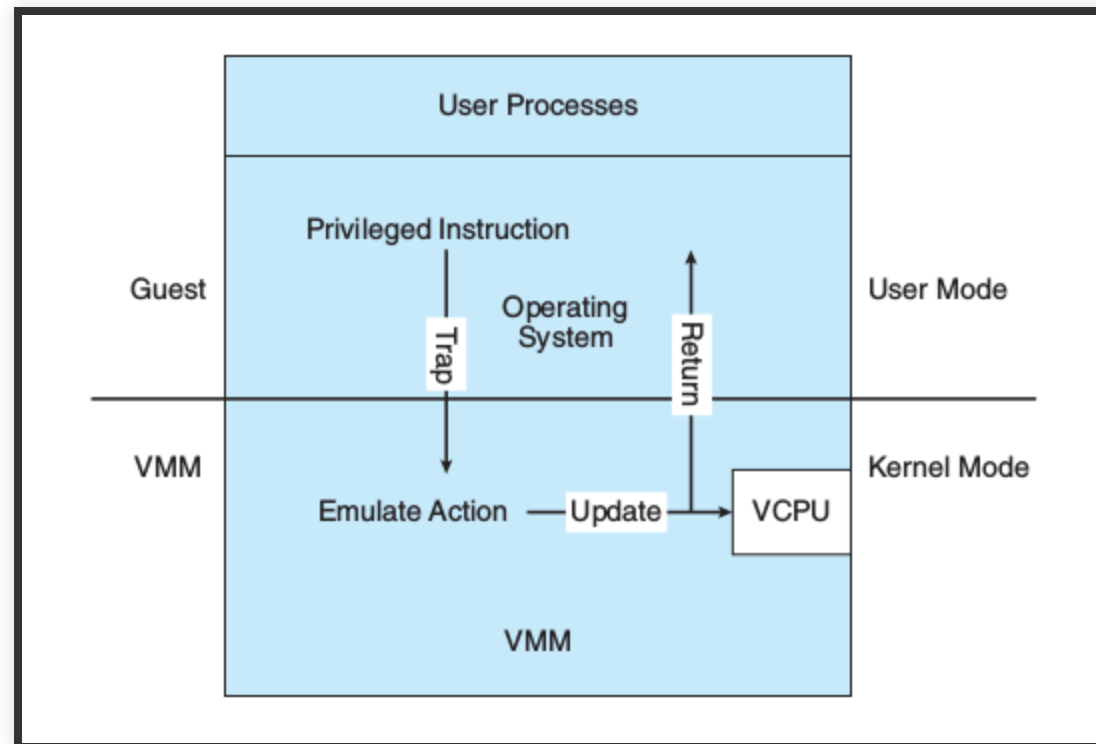 User Processes
Privileged Instruction
Guest
User Mode
Operating
System
Trap
Return
VMM
Kernel Mode
Emulate Action
Update
VCPU
VMM